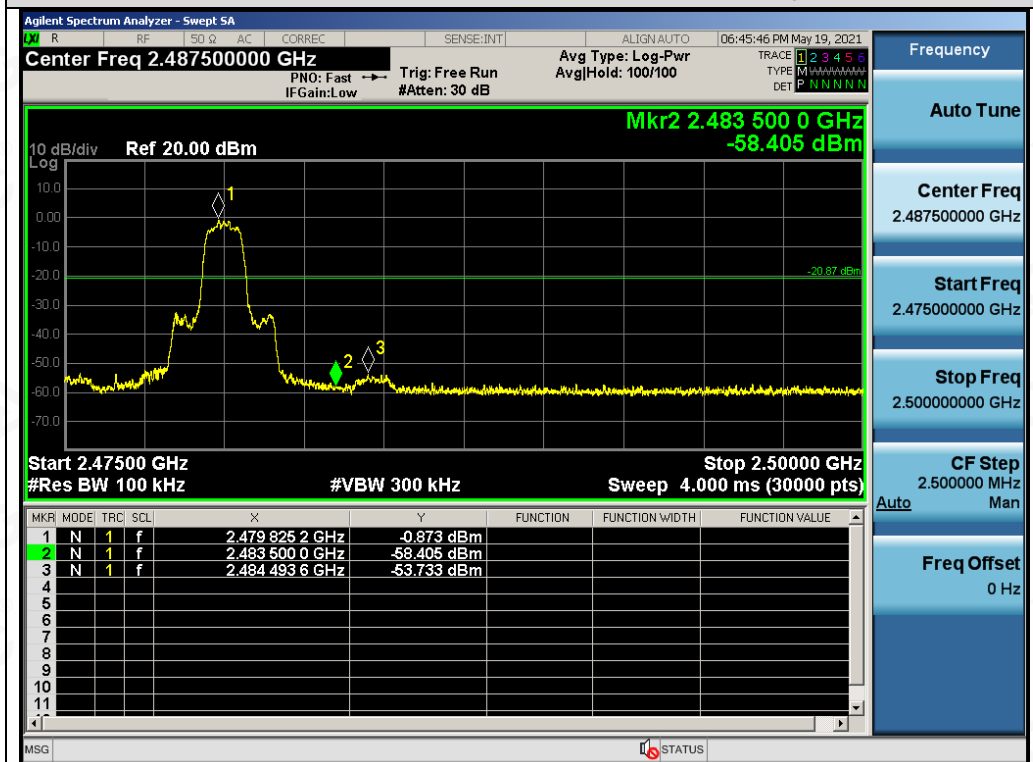 Agilent Spectrum Analyzer - Swept SA
LXI R RF 50 Ω AC CORREC SENSE:INT ALIGN AUTO 06:45:46 PM May 19, 2021
Center Freq 2.487500000 GHz
PNO: Fast
IFGain:Low
Trig: Free Run
#Atten: 30 dB
Avg Type: Log-Pwr
Avg|Hold: 100/100
TRACE 1 2 3 4 5 6
TYPE M WWWWW
DET P N N N N N
Mkr2 2.483 500 0 GHz
-58.405 dBm
10 dB/div Ref 20.00 dBm
Log
10.0
0.00
-10.0
-20.0
-30.0
-40.0
-50.0
-60.0
-70.0
1
2
3
-20.87 dBm
Start 2.47500 GHz Stop 2.50000 GHz
#Res BW 100 kHz #VBW 300 kHz Sweep 4.000 ms (30000 pts)
MKR MODE TRC SCL X Y FUNCTION FUNCTION WIDTH FUNCTION VALUE
1 N 1 f 2.479 825 2 GHz -0.873 dBm
2 N 1 f 2.483 500 0 GHz -58.405 dBm
3 N 1 f 2.484 493 6 GHz -53.733 dBm
4
5
6
7
8
9
10
11
MSG STATUS
Frequency
Auto Tune
Center Freq
2.487500000 GHz
Start Freq
2.475000000 GHz
Stop Freq
2.500000000 GHz
CF Step
2.500000 MHz
Auto Man
Freq Offset
0 Hz